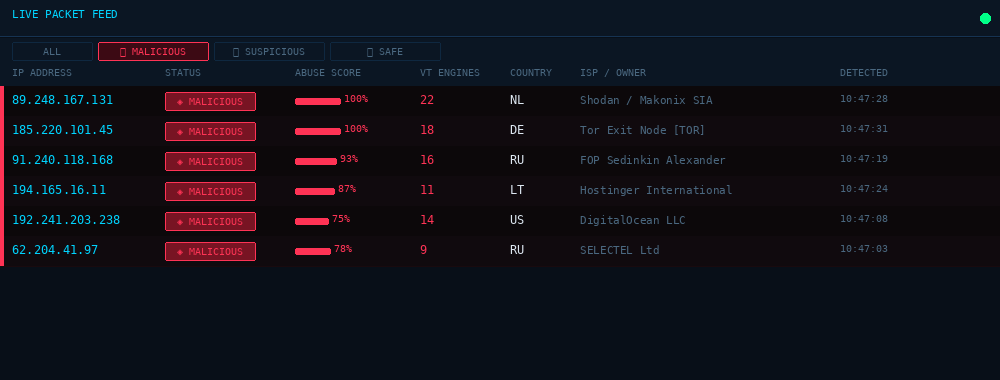 LIVE PACKET FEED
ALL MALICIOUS SUSPICIOUS SAFE
IP ADDRESS STATUS ABUSE SCORE VT ENGINES COUNTRY ISP / OWNER DETECTED
89.248.167.131 ◈ MALICIOUS 100% 22 NL Shodan / Makonix SIA 10:47:28
185.220.101.45 ◈ MALICIOUS 100% 18 DE Tor Exit Node [TOR] 10:47:31
91.240.118.168 ◈ MALICIOUS 93% 16 RU FOP Sedinkin Alexander 10:47:19
194.165.16.11 ◈ MALICIOUS 87% 11 LT Hostinger International 10:47:24
192.241.203.238 ◈ MALICIOUS 75% 14 US DigitalOcean LLC 10:47:08
62.204.41.97 ◈ MALICIOUS 78% 9 RU SELECTEL Ltd 10:47:03